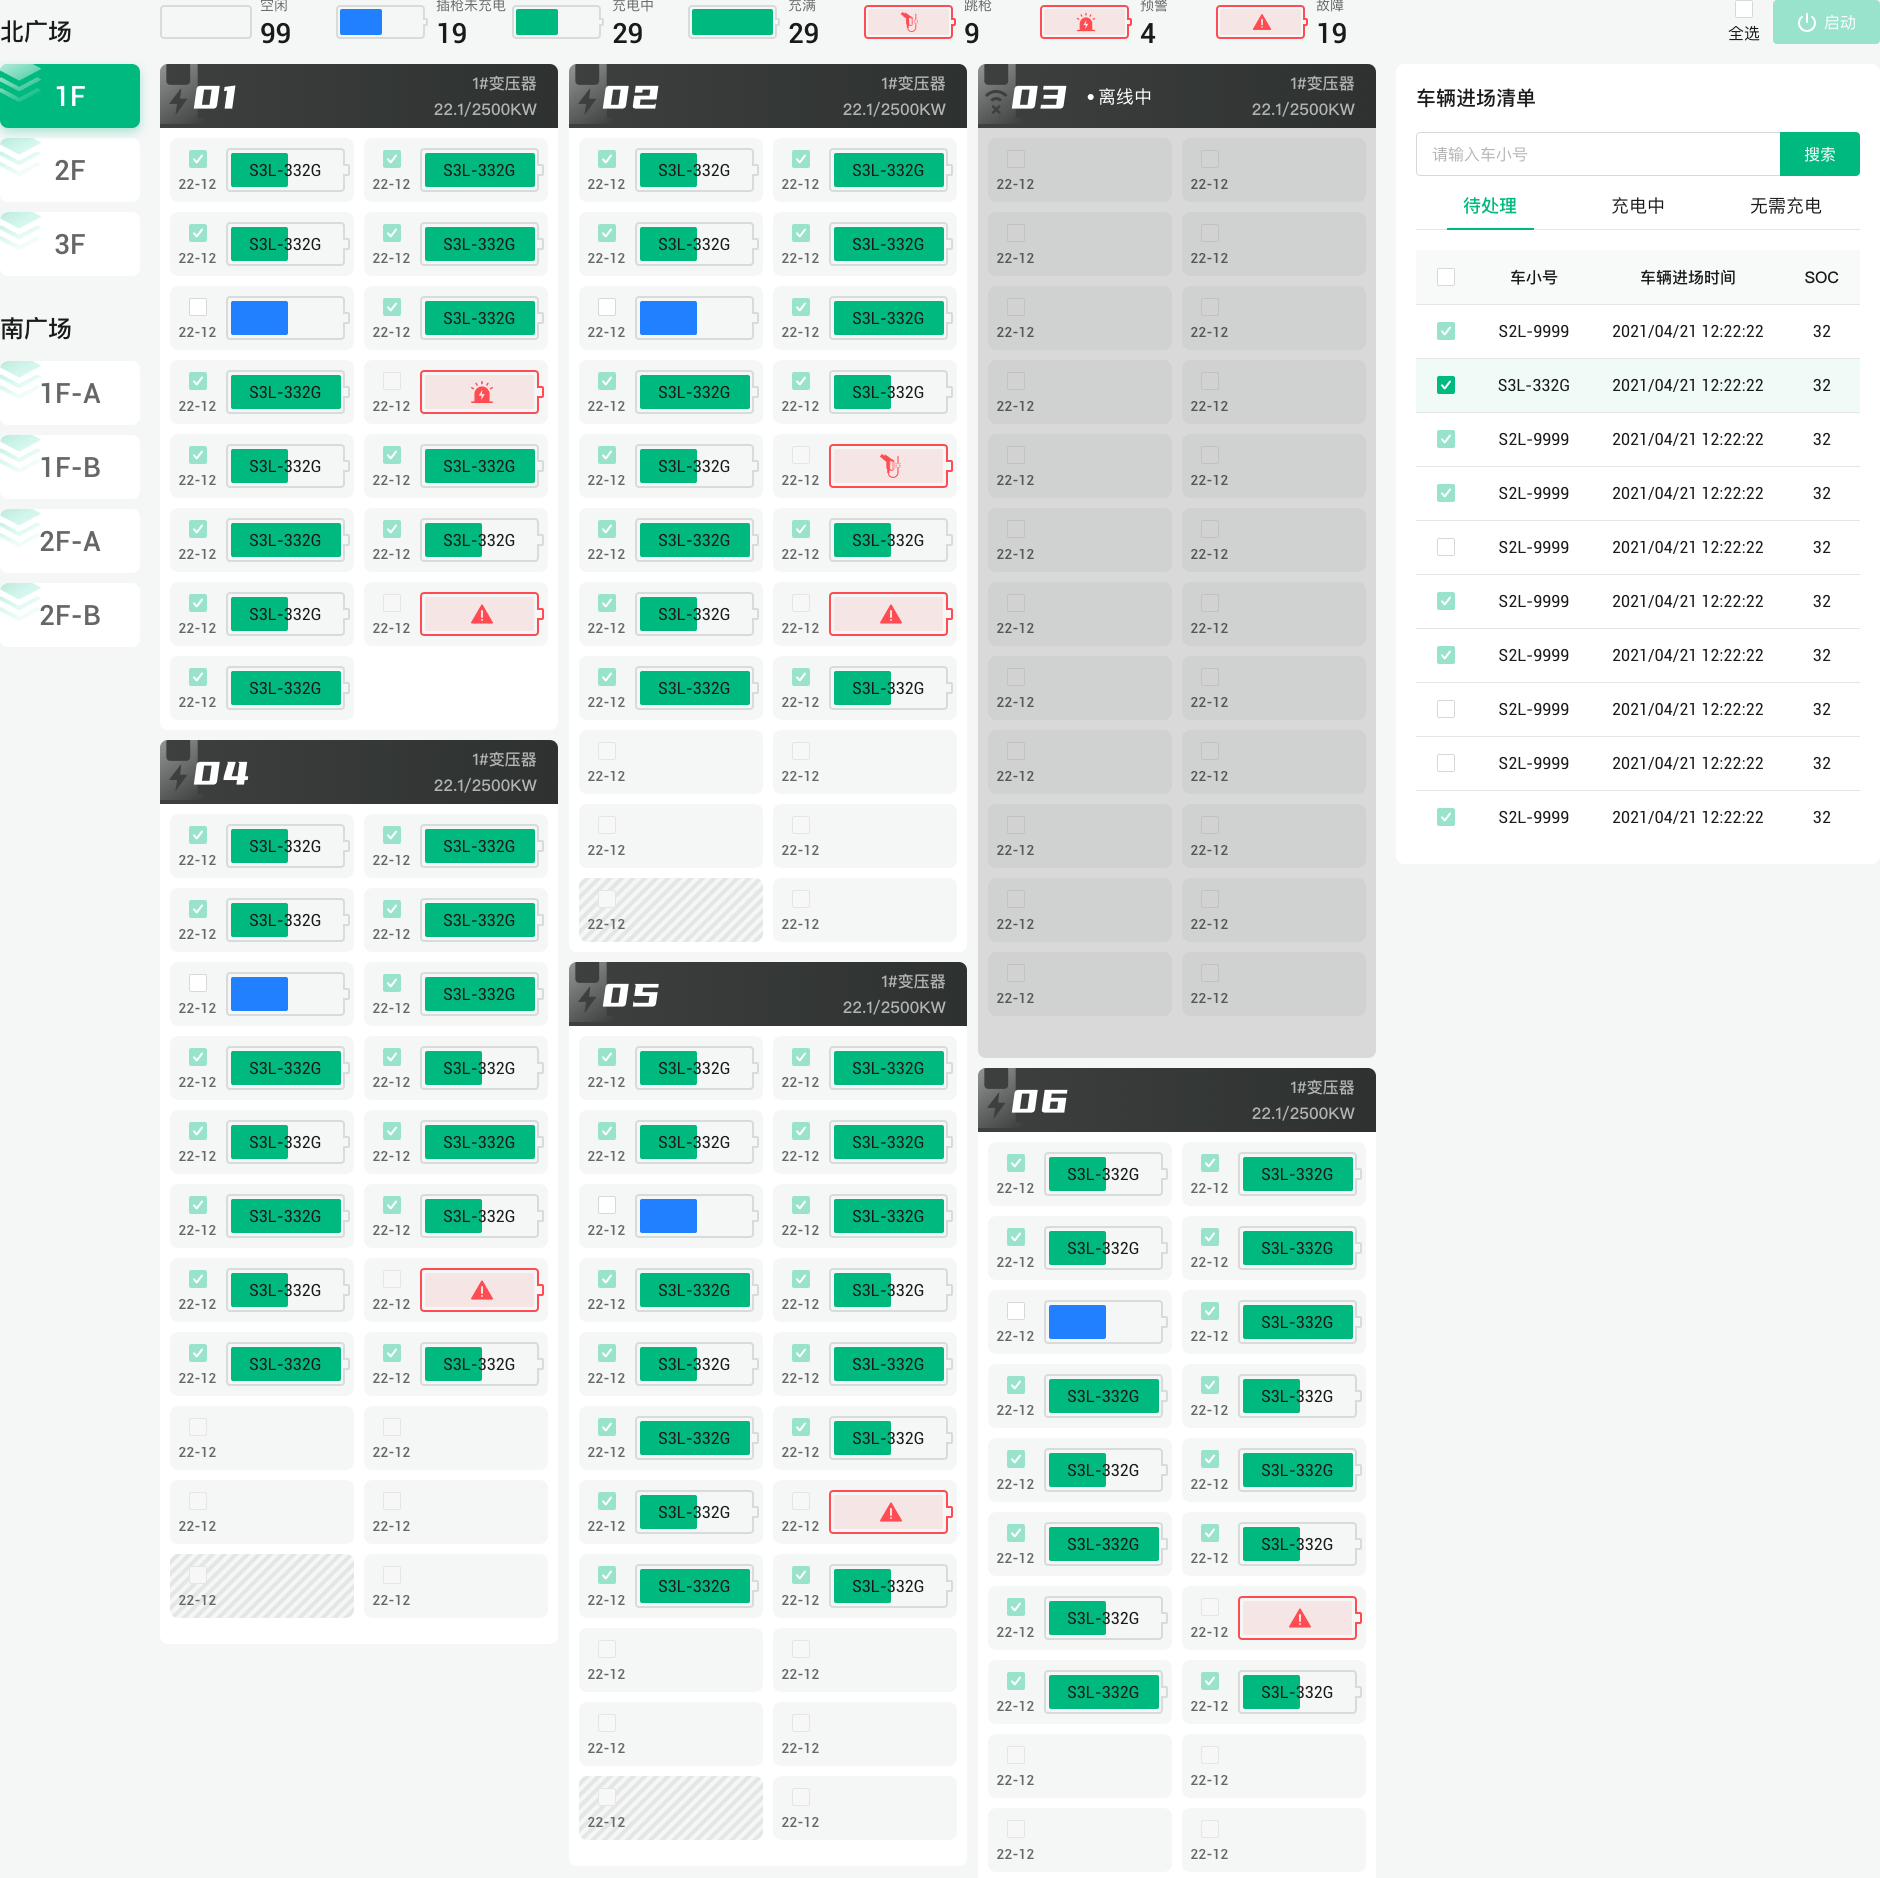 北广场
1F
2F
3F
南广场
1F-A
1F-B
2F-A
2F-B
空闲
99
插枪未充电
19
充电中
29
充满
29
跳枪
9
预警
4
故障
19
全选
启动
01
1#变压器
22.1/2500KW
22-12 S3L-332G 22-12 S3L-332G
22-12 S3L-332G 22-12 S3L-332G
22-12 22-12 S3L-332G
22-12 S3L-332G 22-12
22-12 S3L-332G 22-12 S3L-332G
22-12 S3L-332G 22-12 S3L-332G
22-12 S3L-332G 22-12
22-12 S3L-332G
02
1#变压器
22.1/2500KW
22-12 S3L-332G 22-12 S3L-332G
22-12 S3L-332G 22-12 S3L-332G
22-12 22-12 S3L-332G
22-12 S3L-332G 22-12 S3L-332G
22-12 S3L-332G 22-12
22-12 S3L-332G 22-12 S3L-332G
22-12 S3L-332G 22-12
22-12 S3L-332G 22-12 S3L-332G
22-12 22-12
22-12 22-12
22-12 22-12
03 •离线中
1#变压器
22.1/2500KW
22-12 22-12
22-12 22-12
22-12 22-12
22-12 22-12
22-12 22-12
22-12 22-12
22-12 22-12
22-12 22-12
22-12 22-12
22-12 22-12
22-12 22-12
22-12 22-12
04
1#变压器
22.1/2500KW
22-12 S3L-332G 22-12 S3L-332G
22-12 S3L-332G 22-12 S3L-332G
22-12 22-12 S3L-332G
22-12 S3L-332G 22-12 S3L-332G
22-12 S3L-332G 22-12 S3L-332G
22-12 S3L-332G 22-12 S3L-332G
22-12 S3L-332G 22-12
22-12 S3L-332G 22-12 S3L-332G
22-12 22-12
22-12 22-12
22-12 22-12
05
1#变压器
22.1/2500KW
22-12 S3L-332G 22-12 S3L-332G
22-12 S3L-332G 22-12 S3L-332G
22-12 22-12 S3L-332G
22-12 S3L-332G 22-12 S3L-332G
22-12 S3L-332G 22-12 S3L-332G
22-12 S3L-332G 22-12 S3L-332G
22-12 S3L-332G 22-12
22-12 S3L-332G 22-12 S3L-332G
22-12 22-12
22-12 22-12
22-12 22-12
06
1#变压器
22.1/2500KW
22-12 S3L-332G 22-12 S3L-332G
22-12 S3L-332G 22-12 S3L-332G
22-12 22-12 S3L-332G
22-12 S3L-332G 22-12 S3L-332G
22-12 S3L-332G 22-12 S3L-332G
22-12 S3L-332G 22-12 S3L-332G
22-12 S3L-332G 22-12
22-12 S3L-332G 22-12 S3L-332G
22-12 22-12
22-12 22-12
车辆进场清单
请输入车小号 搜索
待处理 充电中 无需充电
车小号 车辆进场时间 SOC
S2L-9999 2021/04/21 12:22:22 32
S3L-332G 2021/04/21 12:22:22 32
S2L-9999 2021/04/21 12:22:22 32
S2L-9999 2021/04/21 12:22:22 32
S2L-9999 2021/04/21 12:22:22 32
S2L-9999 2021/04/21 12:22:22 32
S2L-9999 2021/04/21 12:22:22 32
S2L-9999 2021/04/21 12:22:22 32
S2L-9999 2021/04/21 12:22:22 32
S2L-9999 2021/04/21 12:22:22 32